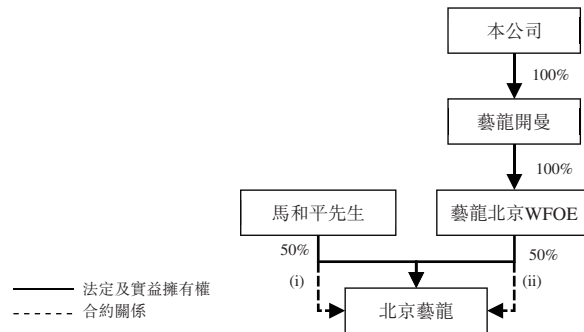 本公司
100%
藝龍開曼
100%
馬和平先生
藝龍北京WFOE
50%
50%
(i)
(ii)
北京藝龍
法定及實益擁有權
合約關係